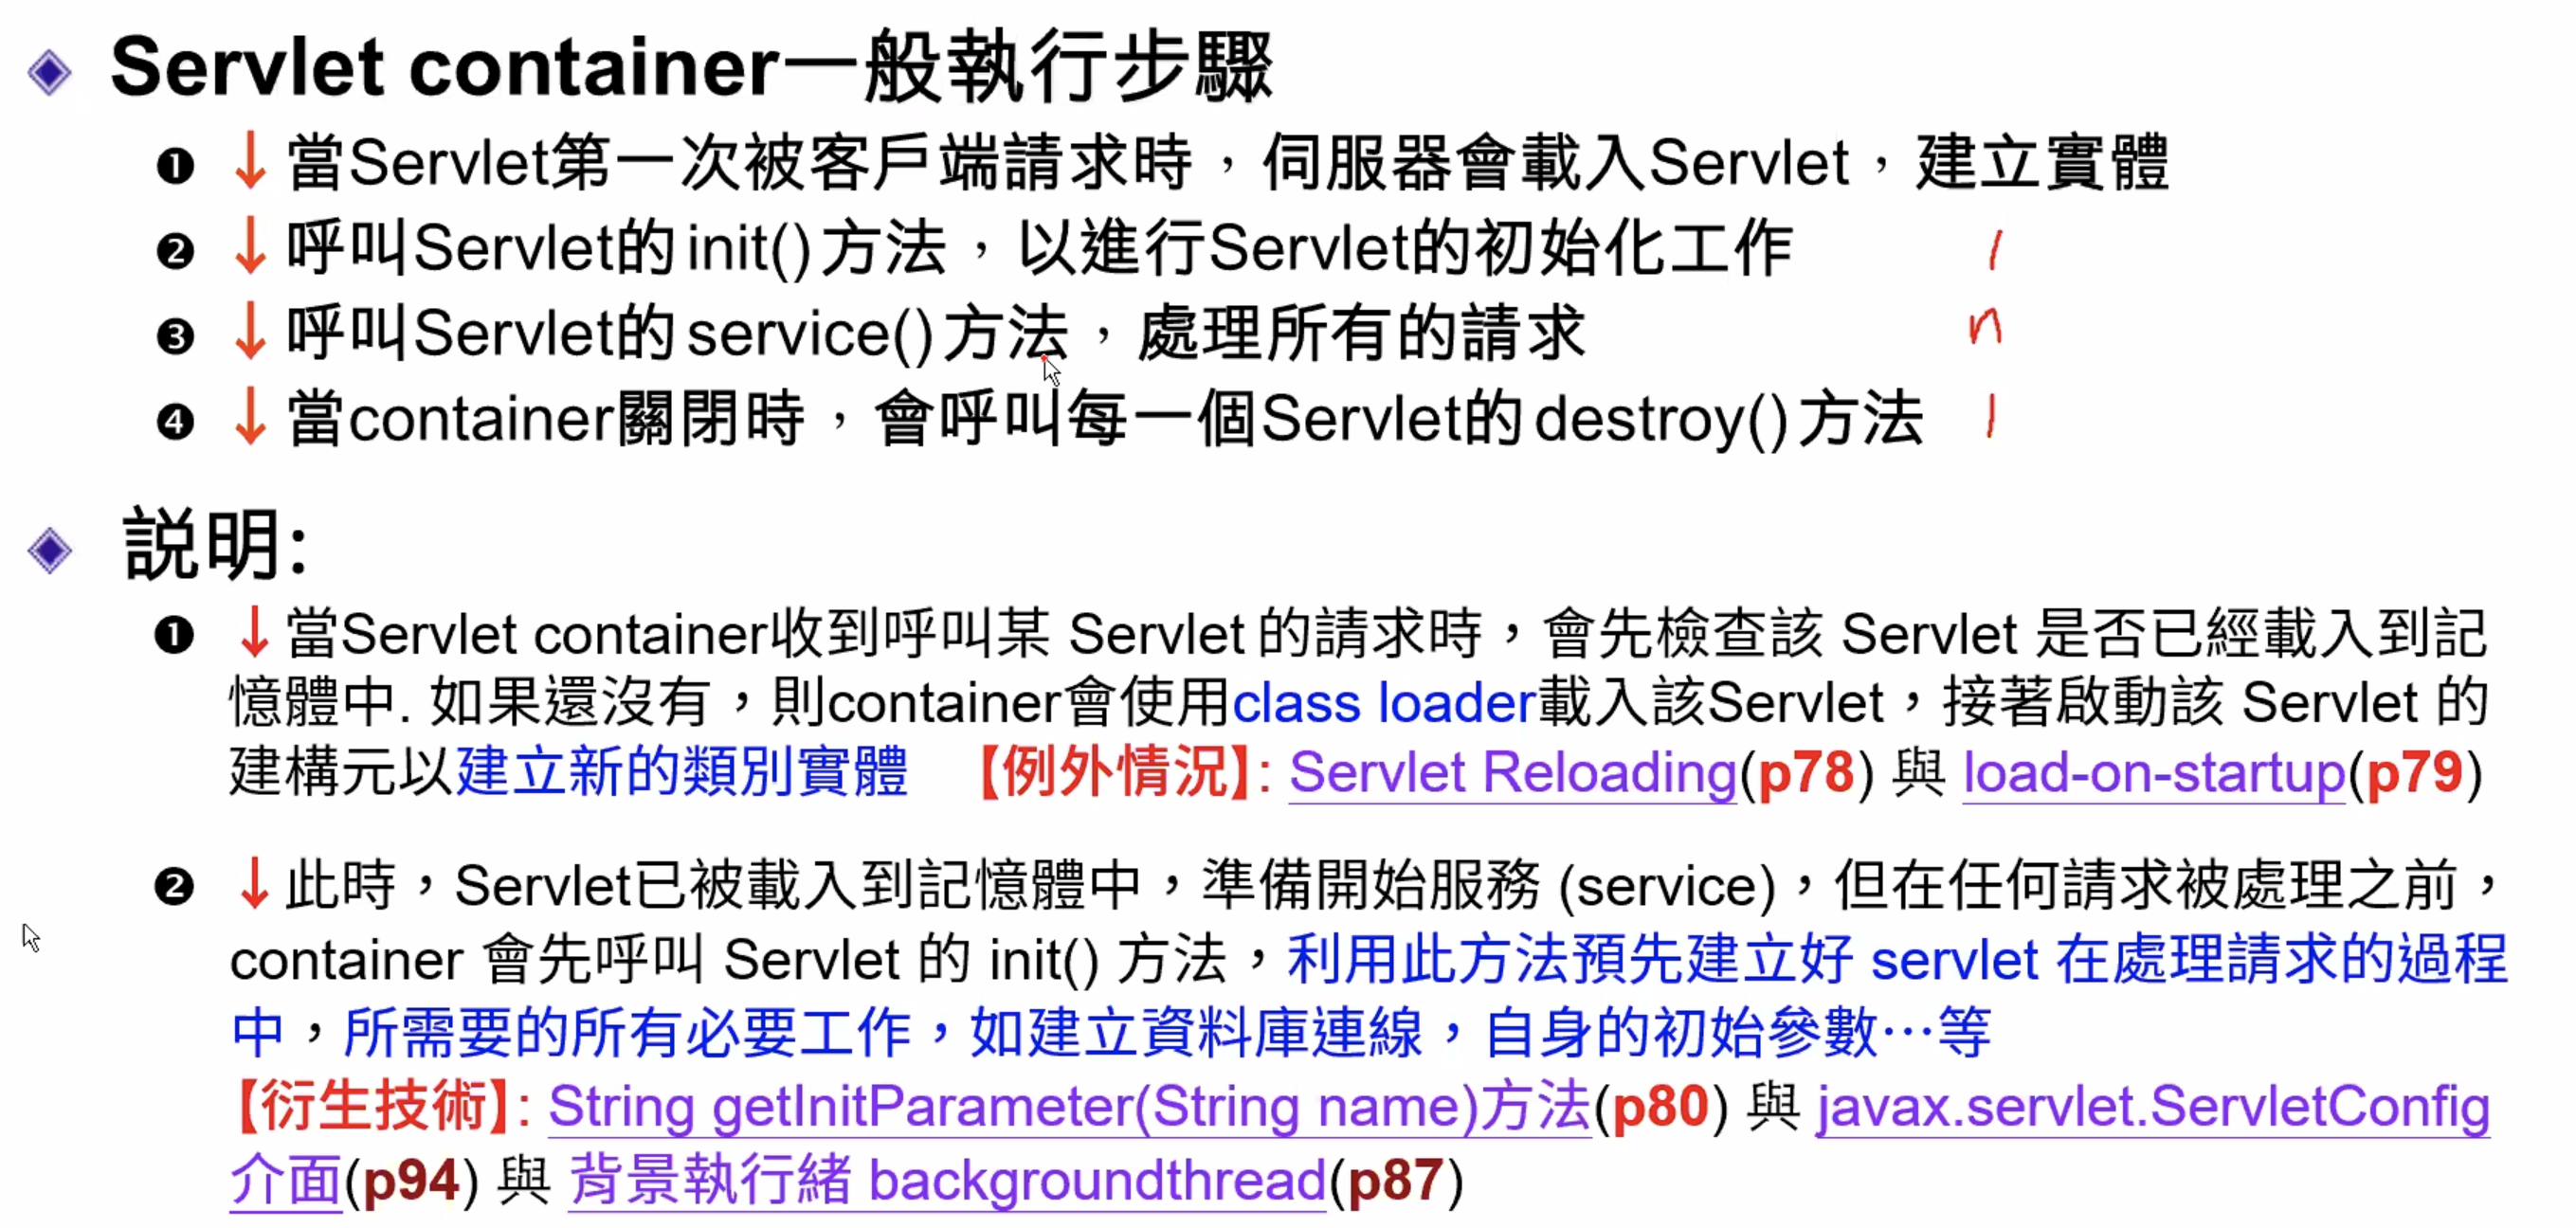 Servlet container一般執行步驟
❶ ↓當Servlet第一次被客戶端請求時，伺服器會載入Servlet，建立實體
❷ ↓呼叫Servlet的init()方法，以進行Servlet的初始化工作 1
❸ ↓呼叫Servlet的service()方法，處理所有的請求 n
❹ ↓當container關閉時，會呼叫每一個Servlet的destroy()方法 1
説明:
❶ ↓當Servlet container收到呼叫某 Servlet 的請求時，會先檢查該 Servlet 是否已經載入到記
憶體中. 如果還沒有，則container會使用class loader載入該Servlet，接著啟動該 Servlet 的
建構元以建立新的類別實體 【例外情況】: Servlet Reloading(p78) 與 load-on-startup(p79)
❷ ↓此時，Servlet已被載入到記憶體中，準備開始服務 (service)，但在任何請求被處理之前，
container 會先呼叫 Servlet 的 init() 方法，利用此方法預先建立好 servlet 在處理請求的過程
中，所需要的所有必要工作，如建立資料庫連線，自身的初始參數…等
【衍生技術】: String getInitParameter(String name)方法(p80) 與 javax.servlet.ServletConfig
介面(p94) 與 背景執行緒 backgroundthread(p87)